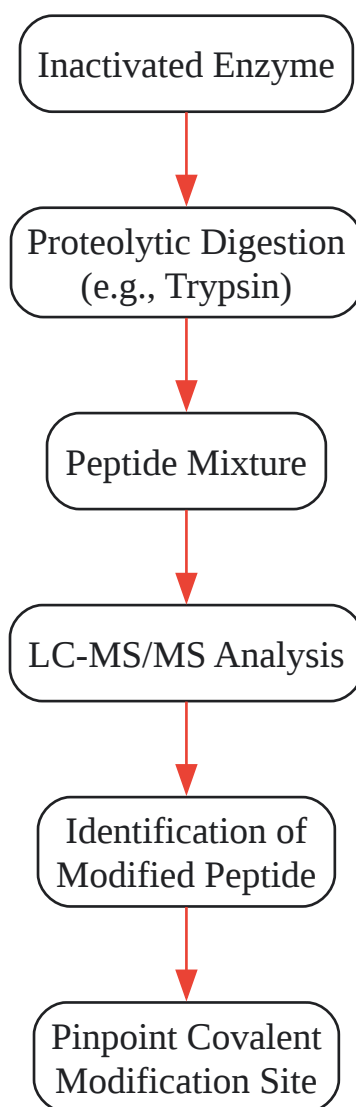 Inactivated Enzyme
Proteolytic Digestion
(e.g., Trypsin)
Peptide Mixture
LC-MS/MS Analysis
Identification of
Modified Peptide
Pinpoint Covalent
Modification Site